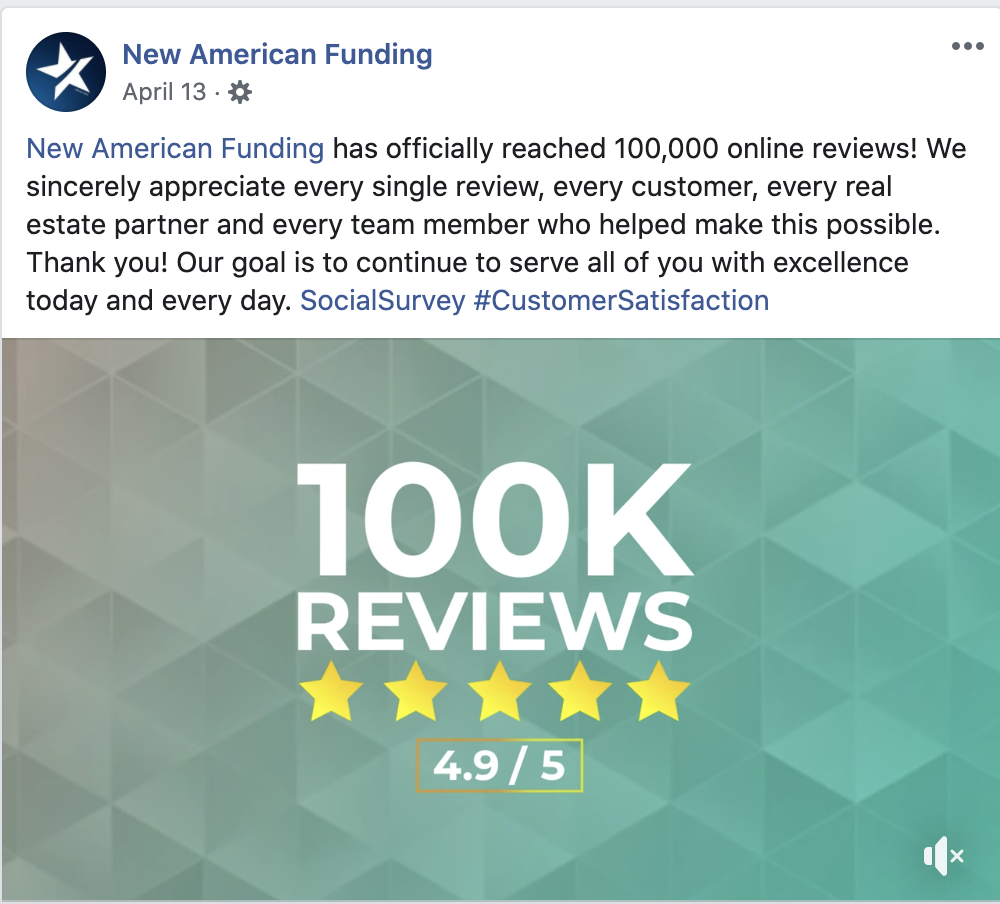 New American Funding
April 13 ·
New American Funding has officially reached 100,000 online reviews! We
sincerely appreciate every single review, every customer, every real
estate partner and every team member who helped make this possible.
Thank you! Our goal is to continue to serve all of you with excellence
today and every day. SocialSurvey #CustomerSatisfaction
100K
REVIEWS
4.9 / 5